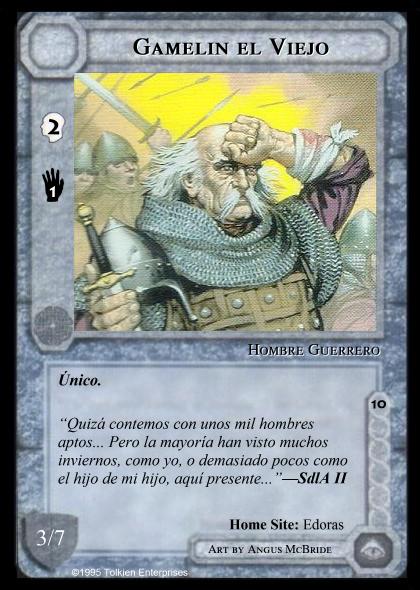 Gamelin el Viejo
2
1
Hombre Guerrero
Único.
10
“Quizá contemos con unos mil hombres
aptos... Pero la mayoría han visto muchos
inviernos, como yo, o demasiado pocos como
el hijo de mi hijo, aquí presente...”—SdlA II
Home Site: Edoras
3/7
Art by Angus McBride
©1995 Tolkien Enterprises